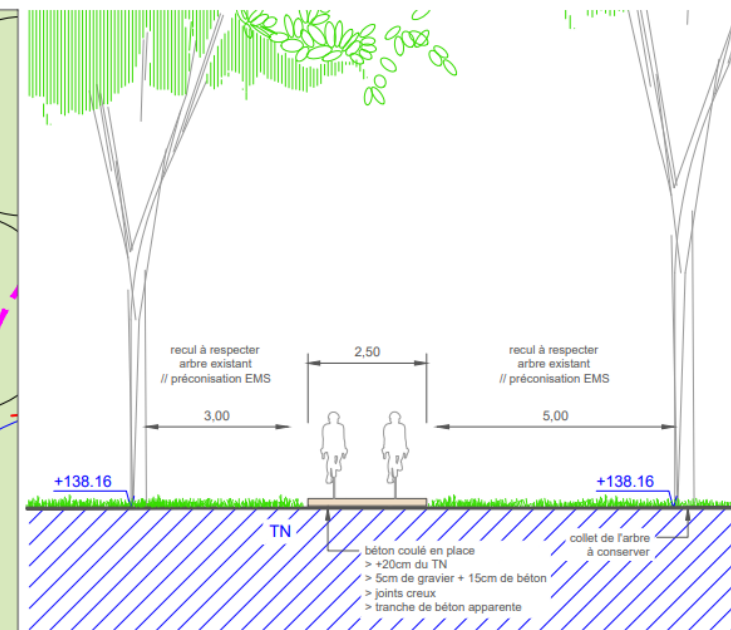 recul à respecter
arbre existant
// préconisation EMS
3,00
2,50
recul à respecter
arbre existant
// préconisation EMS
5,00
+138.16
+138.16
TN
béton coulé en place
> +20cm du TN
> 5cm de gravier + 15cm de béton
> joints creux
> tranche de béton apparente
collet de l'arbre
à conserver